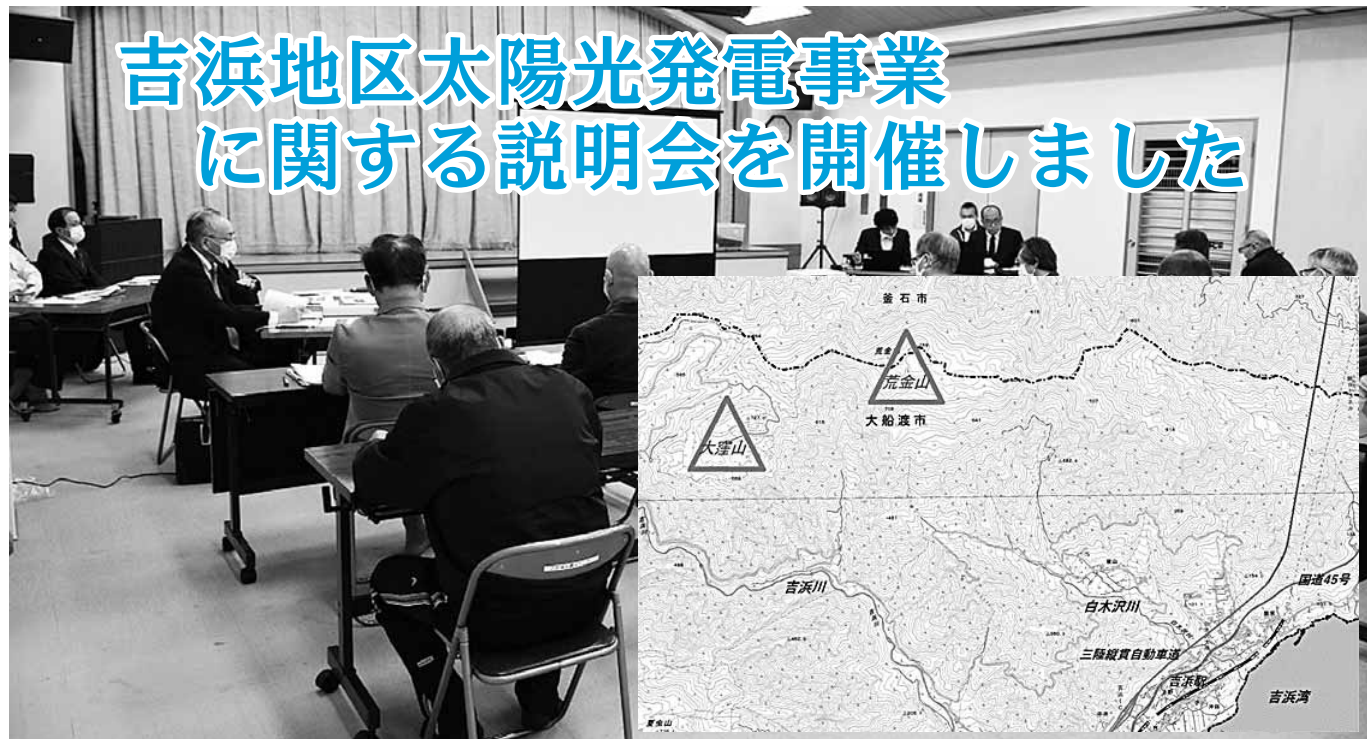 吉浜地区太陽光発電事業
に関する説明会を開催しました
釜石市
荒金山
大船渡市
大窪山
吉浜川
白木沢川
国道45号
三陸縦貫自動車道
吉浜駅
吉浜湾
夏虫山